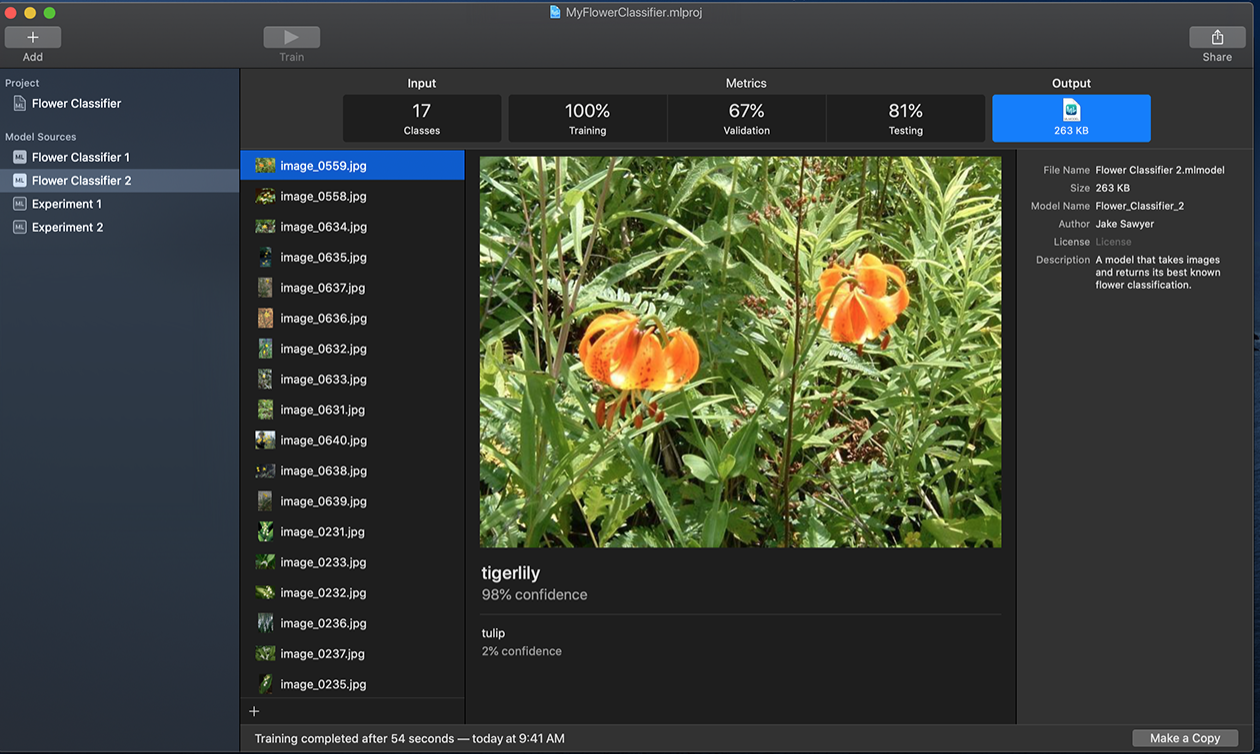 MyFlowerClassifier.mlproj
Add
Train
Share
Project
ML Flower Classifier
Model Sources
ML Flower Classifier 1
ML Flower Classifier 2
ML Experiment 1
ML Experiment 2
Input
Metrics
Output
17
Classes
100%
Training
67%
Validation
81%
Testing
263 KB
image_0559.jpg
image_0558.jpg
image_0634.jpg
image_0635.jpg
image_0637.jpg
image_0636.jpg
image_0632.jpg
image_0633.jpg
image_0631.jpg
image_0640.jpg
image_0638.jpg
image_0639.jpg
image_0231.jpg
image_0233.jpg
image_0232.jpg
image_0236.jpg
image_0237.jpg
image_0235.jpg
tigerlily
98% confidence
tulip
2% confidence
File Name Flower Classifier 2.mlmodel
Size 263 KB
Model Name Flower_Classifier_2
Author Jake Sawyer
License License
Description A model that takes images
and returns its best known
flower classification.
Training completed after 54 seconds — today at 9:41 AM
Make a Copy